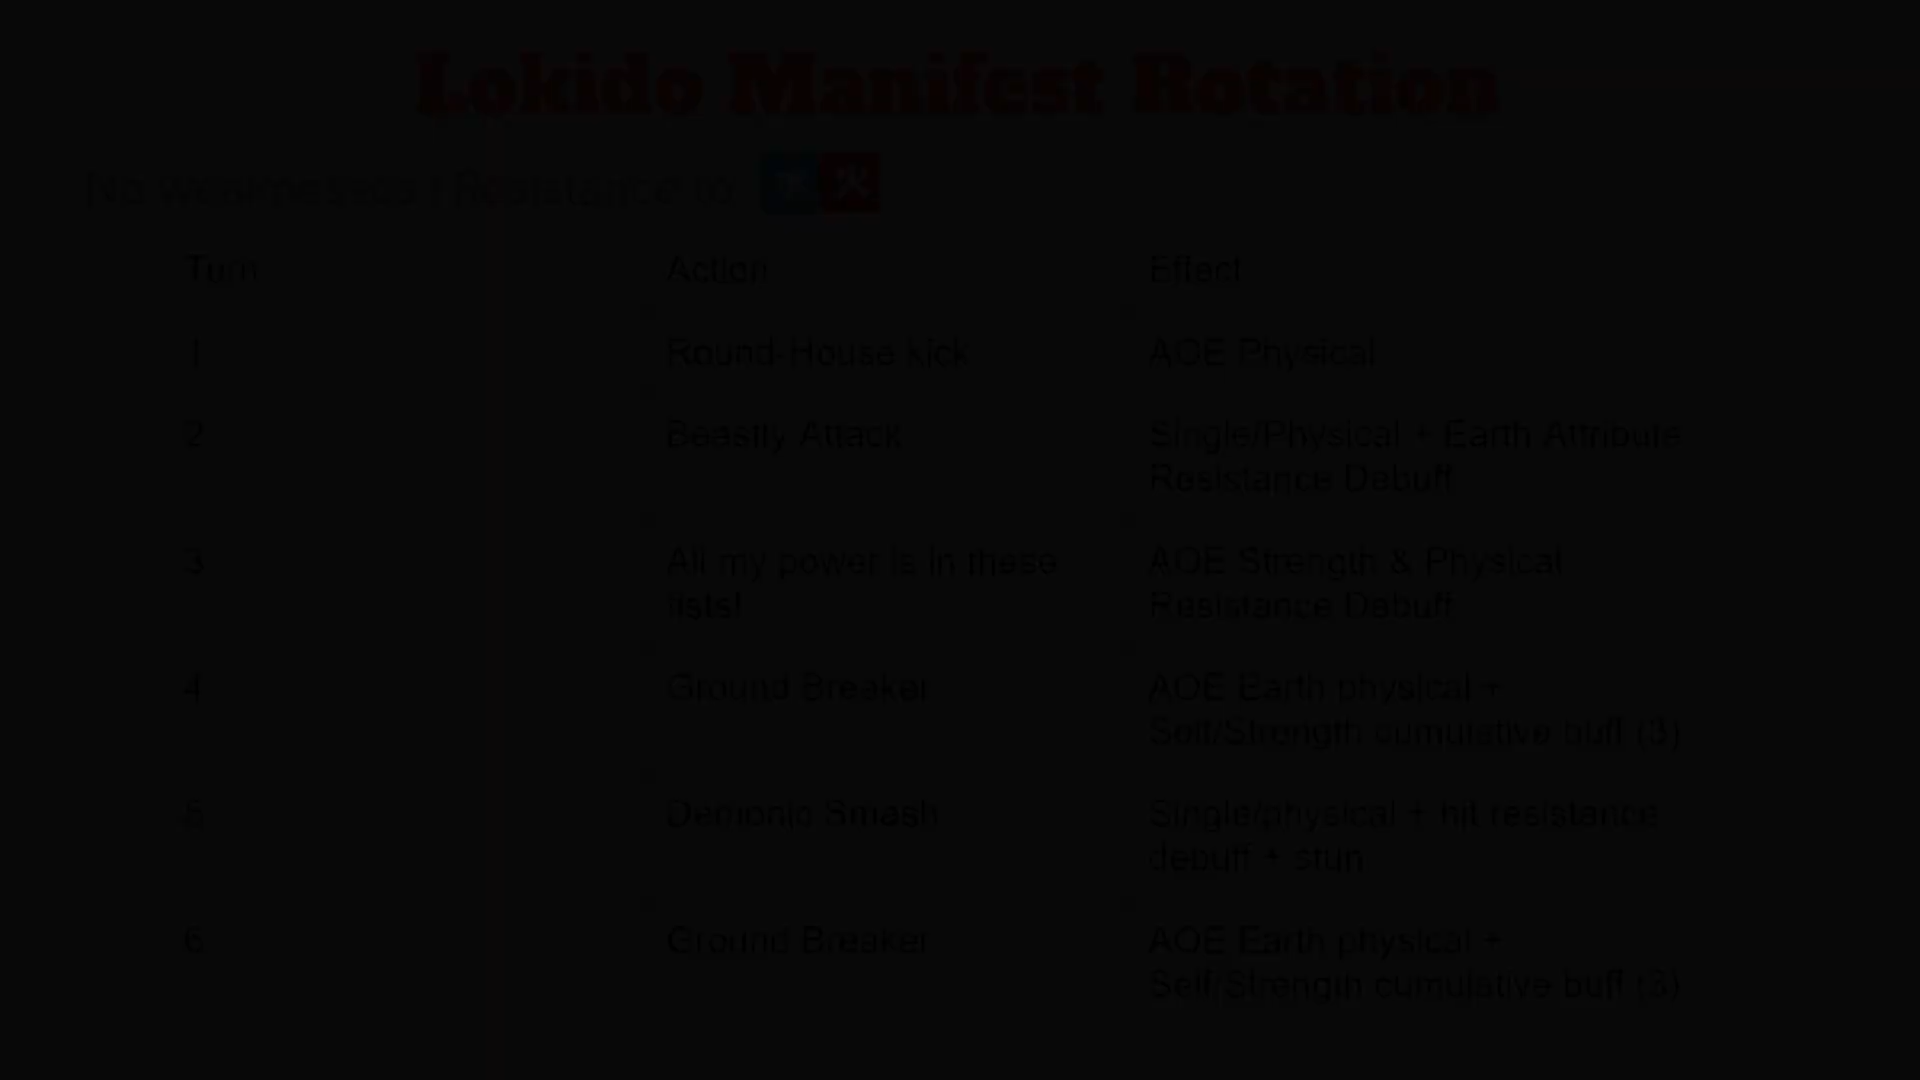 Lokido Manifest Rotation
No weaknesses / Resistance to 水 火
Turn Action Effect
1 Round-House kick AOE Physical
2 Beastly Attack Single/Physical + Earth Attribute
Resistance Debuff
3 All my power is in these AOE Strength & Physical
fists! Resistance Debuff
4 Ground Breaker AOE Earth physical +
Self/Strength cumulative buff (3)
5 Demonic Smash Single/physical + hit resistance
debuff + stun
6 Ground Breaker AOE Earth physical +
Self/Strength cumulative buff (3)